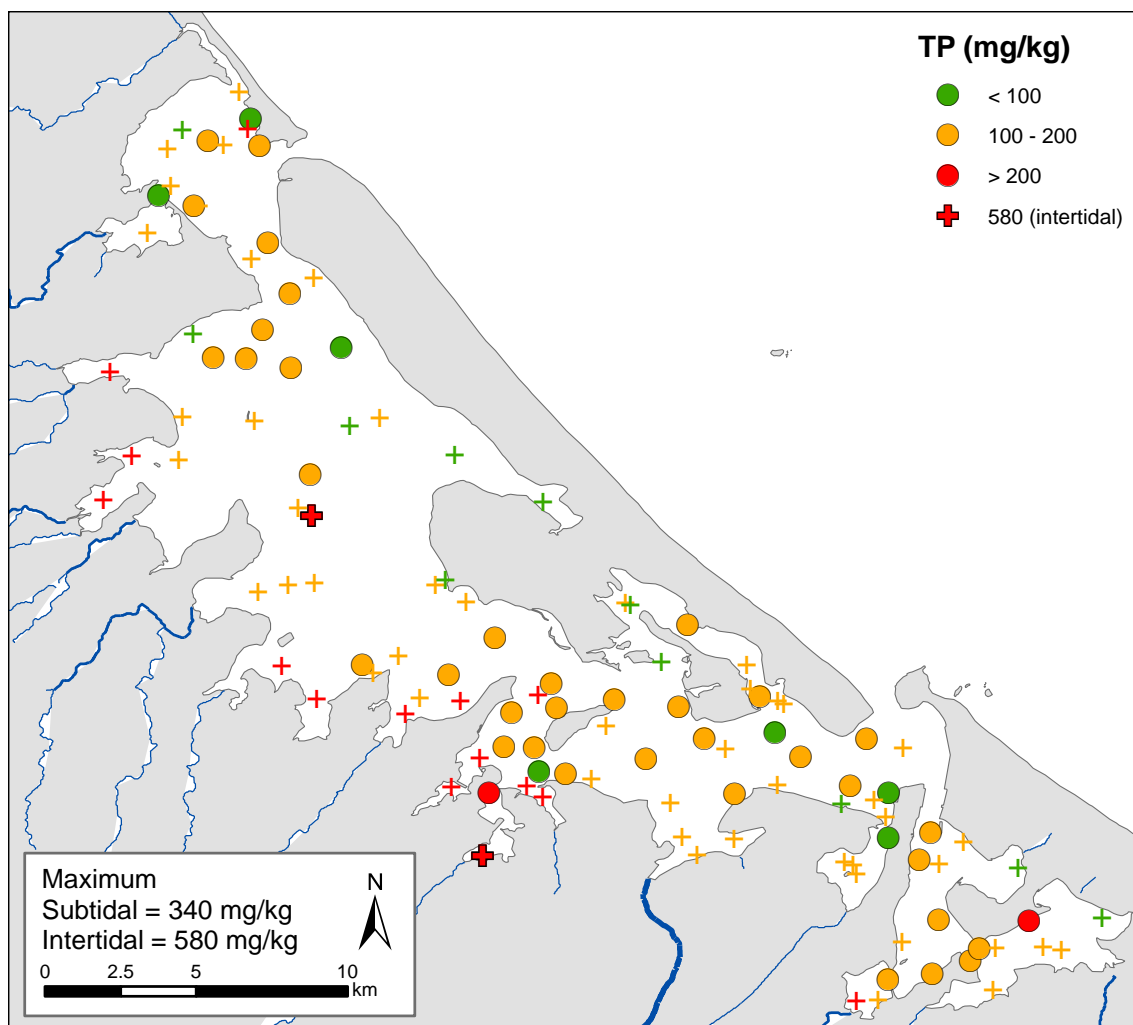 TP (mg/kg)
< 100
100 - 200
> 200
580 (intertidal)
Maximum
Subtidal = 340 mg/kg
Intertidal = 580 mg/kg
N
0 2.5 5 10
km